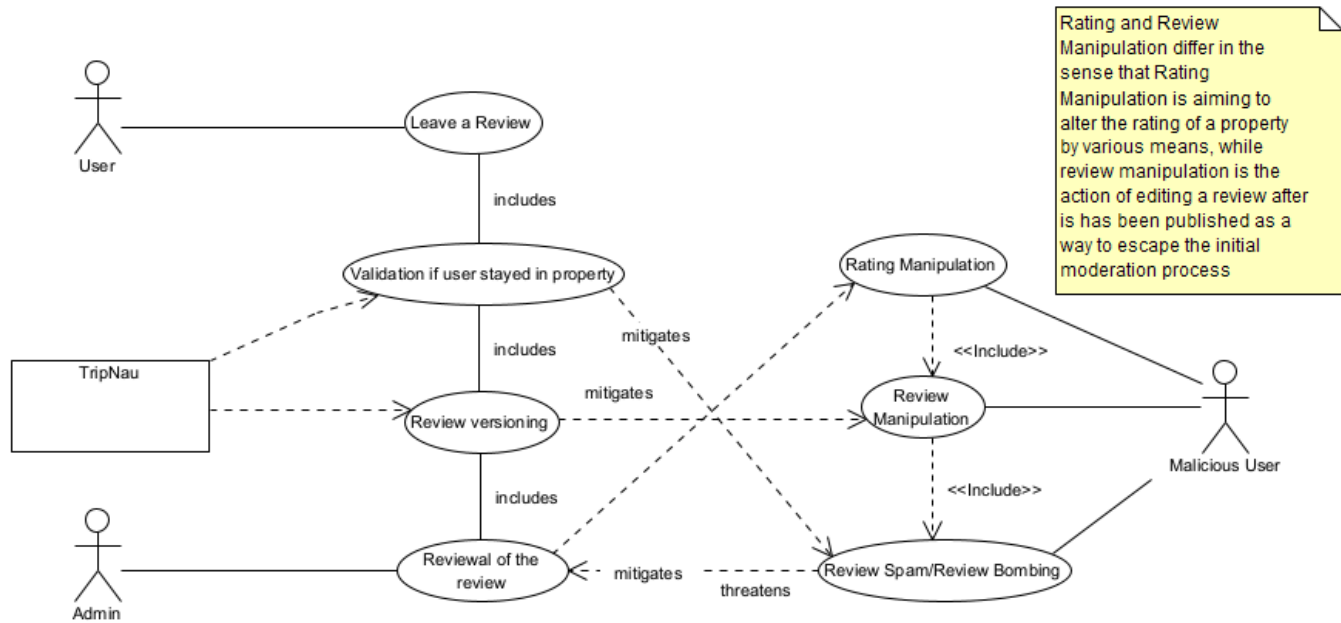 Rating and Review
Manipulation differ in the
sense that Rating
Manipulation is aiming to
alter the rating of a property
by various means, while
review manipulation is the
action of editing a review after
is has been published as a
way to escape the initial
moderation process
User
Leave a Review
includes
Validation if user stayed in property
Rating Manipulation
mitigates
includes
<<Include>>
TripNau
mitigates
Review versioning
Review
Manipulation
Malicious User
includes
<<Include>>
Reviewal of the
review
mitigates
threatens
Review Spam/Review Bombing
Admin